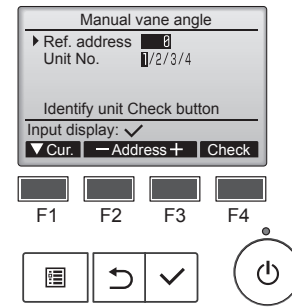 Manual vane angle
Ref. address 0
Unit No. 1/2/3/4
Identify unit Check button
Input display: ✓
▼ Cur. − Address + Check
F1 F2 F3 F4